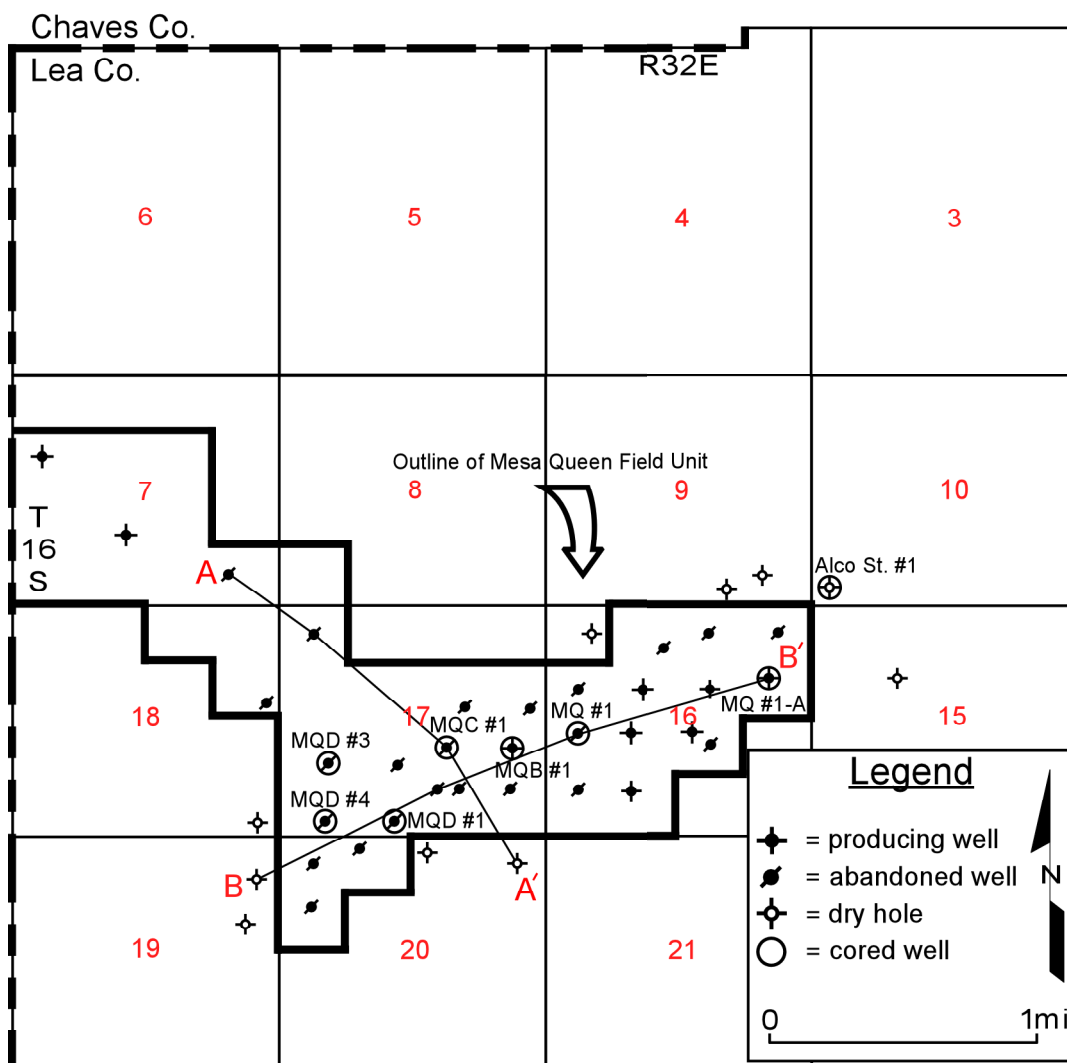 Chaves Co.
Lea Co.
R32E
6
5
4
3
Outline of Mesa Queen Field Unit
7
8
9
10
T
16
S
A
Alco St. #1
B′
18
17
16
15
MQC #1
MQ #1
MQ #1-A
MQD #3
MQB #1
MQD #4
MQD #1
B
A′
19
20
21
Legend
= producing well
= abandoned well
= dry hole
= cored well
N
0
1mi